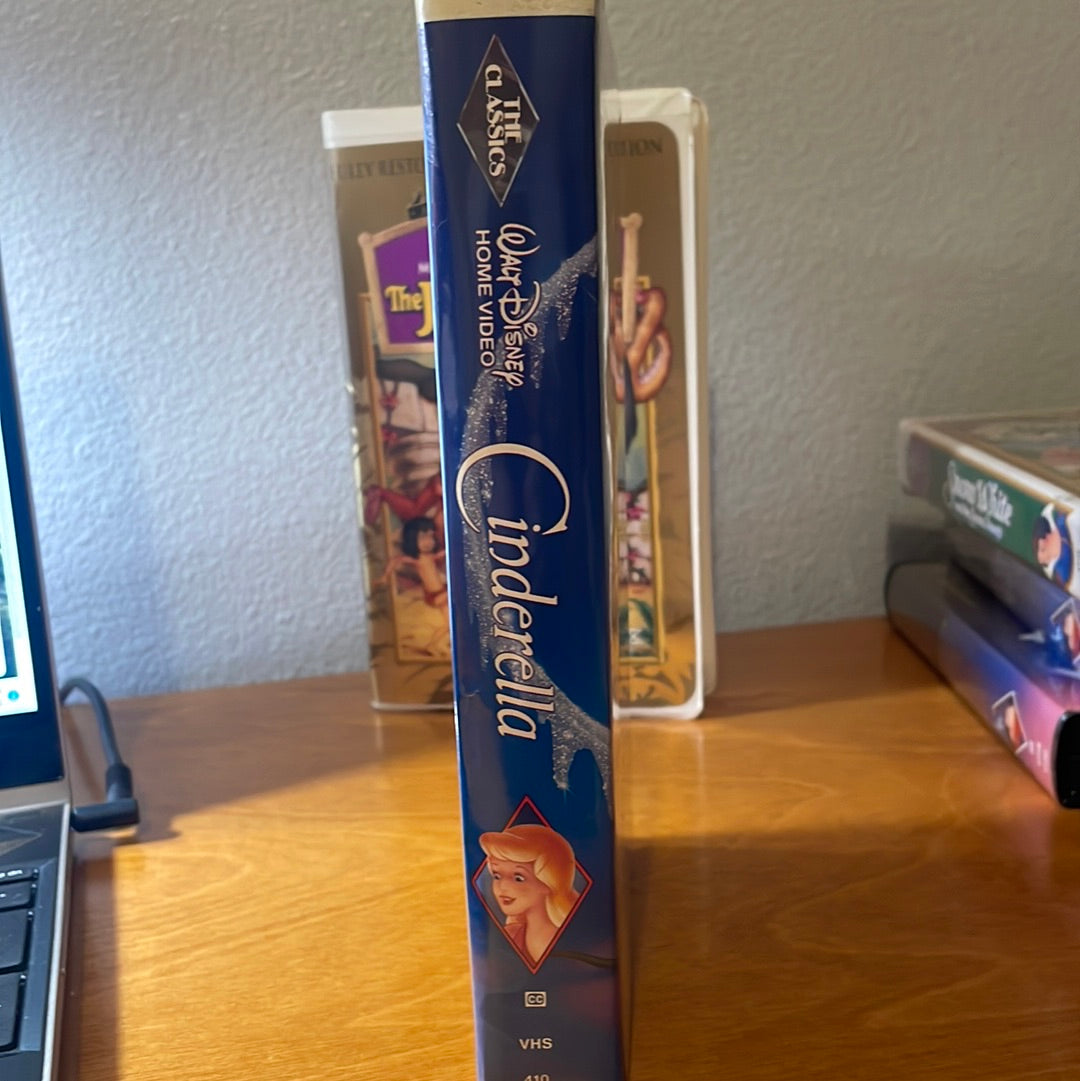 THE
CLASSICS
WALT DISNEY
HOME VIDEO
Cinderella
CC
VHS
410
The
Snow White